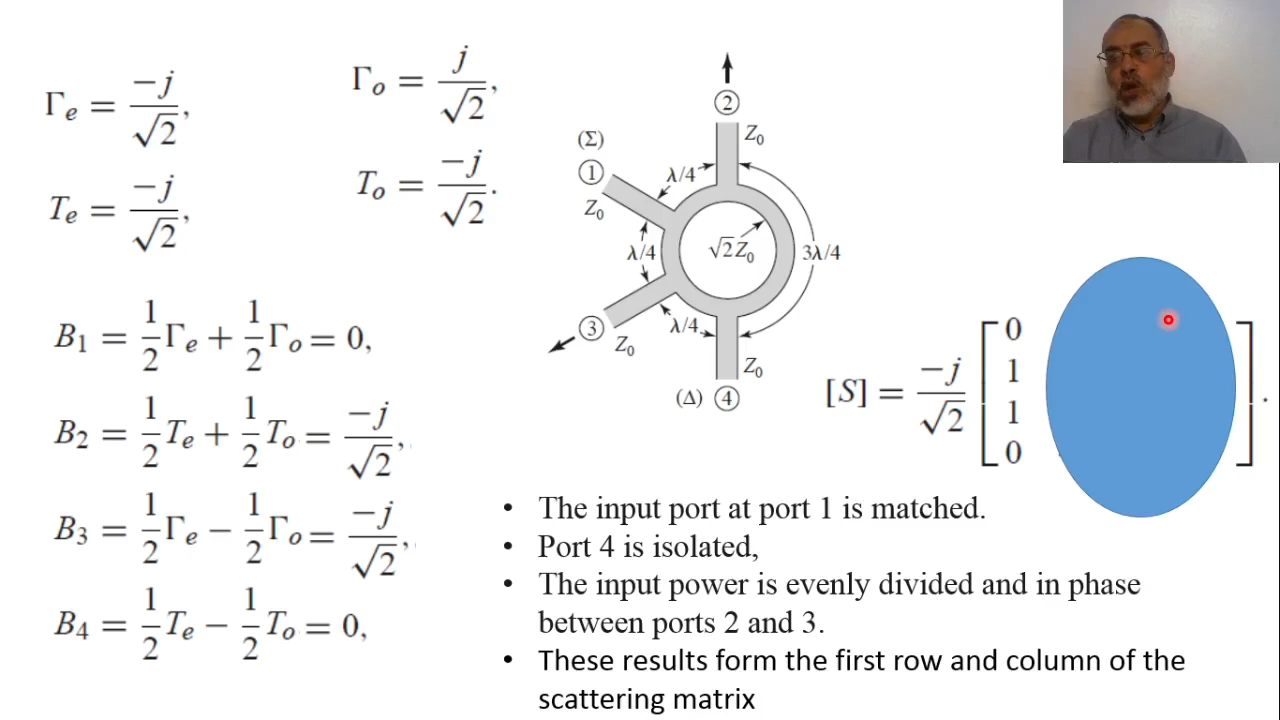 Γe = -j/√2,
Γo = j/√2,
Te = -j/√2,
To = -j/√2.
B1 = 1/2 Γe + 1/2 Γo = 0,
B2 = 1/2 Te + 1/2 To = -j/√2,
B3 = 1/2 Γe − 1/2 Γo = -j/√2,
B4 = 1/2 Te − 1/2 To = 0,
②
Z0
(Σ)
①
Z0
λ/4
λ/4
√2Z0
3λ/4
λ/4
③
Z0
Z0
(Δ) ④
[S] = -j/√2 [0
1
1
0 ].
• The input port at port 1 is matched.
• Port 4 is isolated,
• The input power is evenly divided and in phase
between ports 2 and 3.
• These results form the first row and column of the
scattering matrix